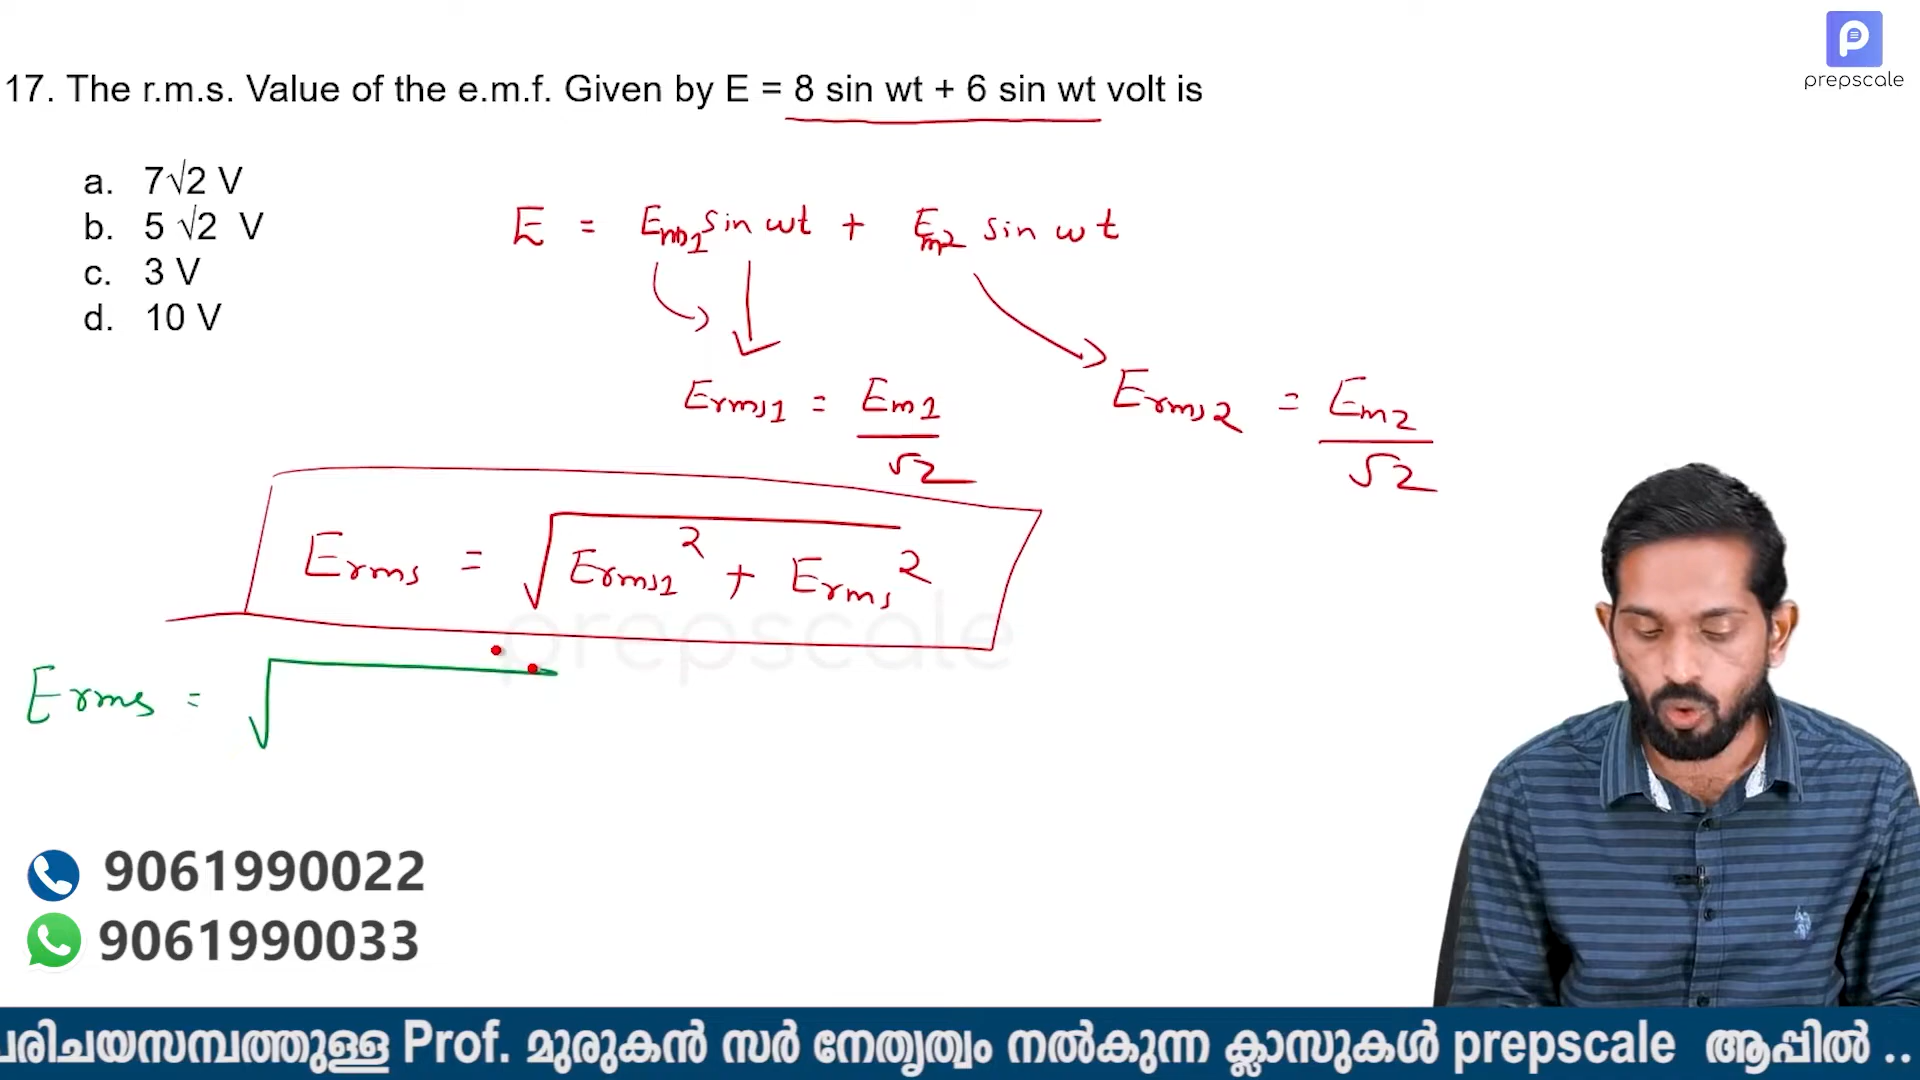 prepscale
17. The r.m.s. Value of the e.m.f. Given by E = 8 sin wt + 6 sin wt volt is
a. 7√2 V
b. 5 √2 V
c. 3 V
d. 10 V
E = Em1 sin ωt + Em2 sin ωt
Erms1 = Em1/√2
Erms2 = Em2/√2
Erms = √Erms1² + Erms²
prepscale
Erms = √
9061990022
9061990033
പരിചയസമ്പത്തുള്ള Prof. മുരുകൻ സർ നേതൃത്വം നൽകുന്ന ക്ലാസുകൾ prepscale ആപ്പിൽ ..